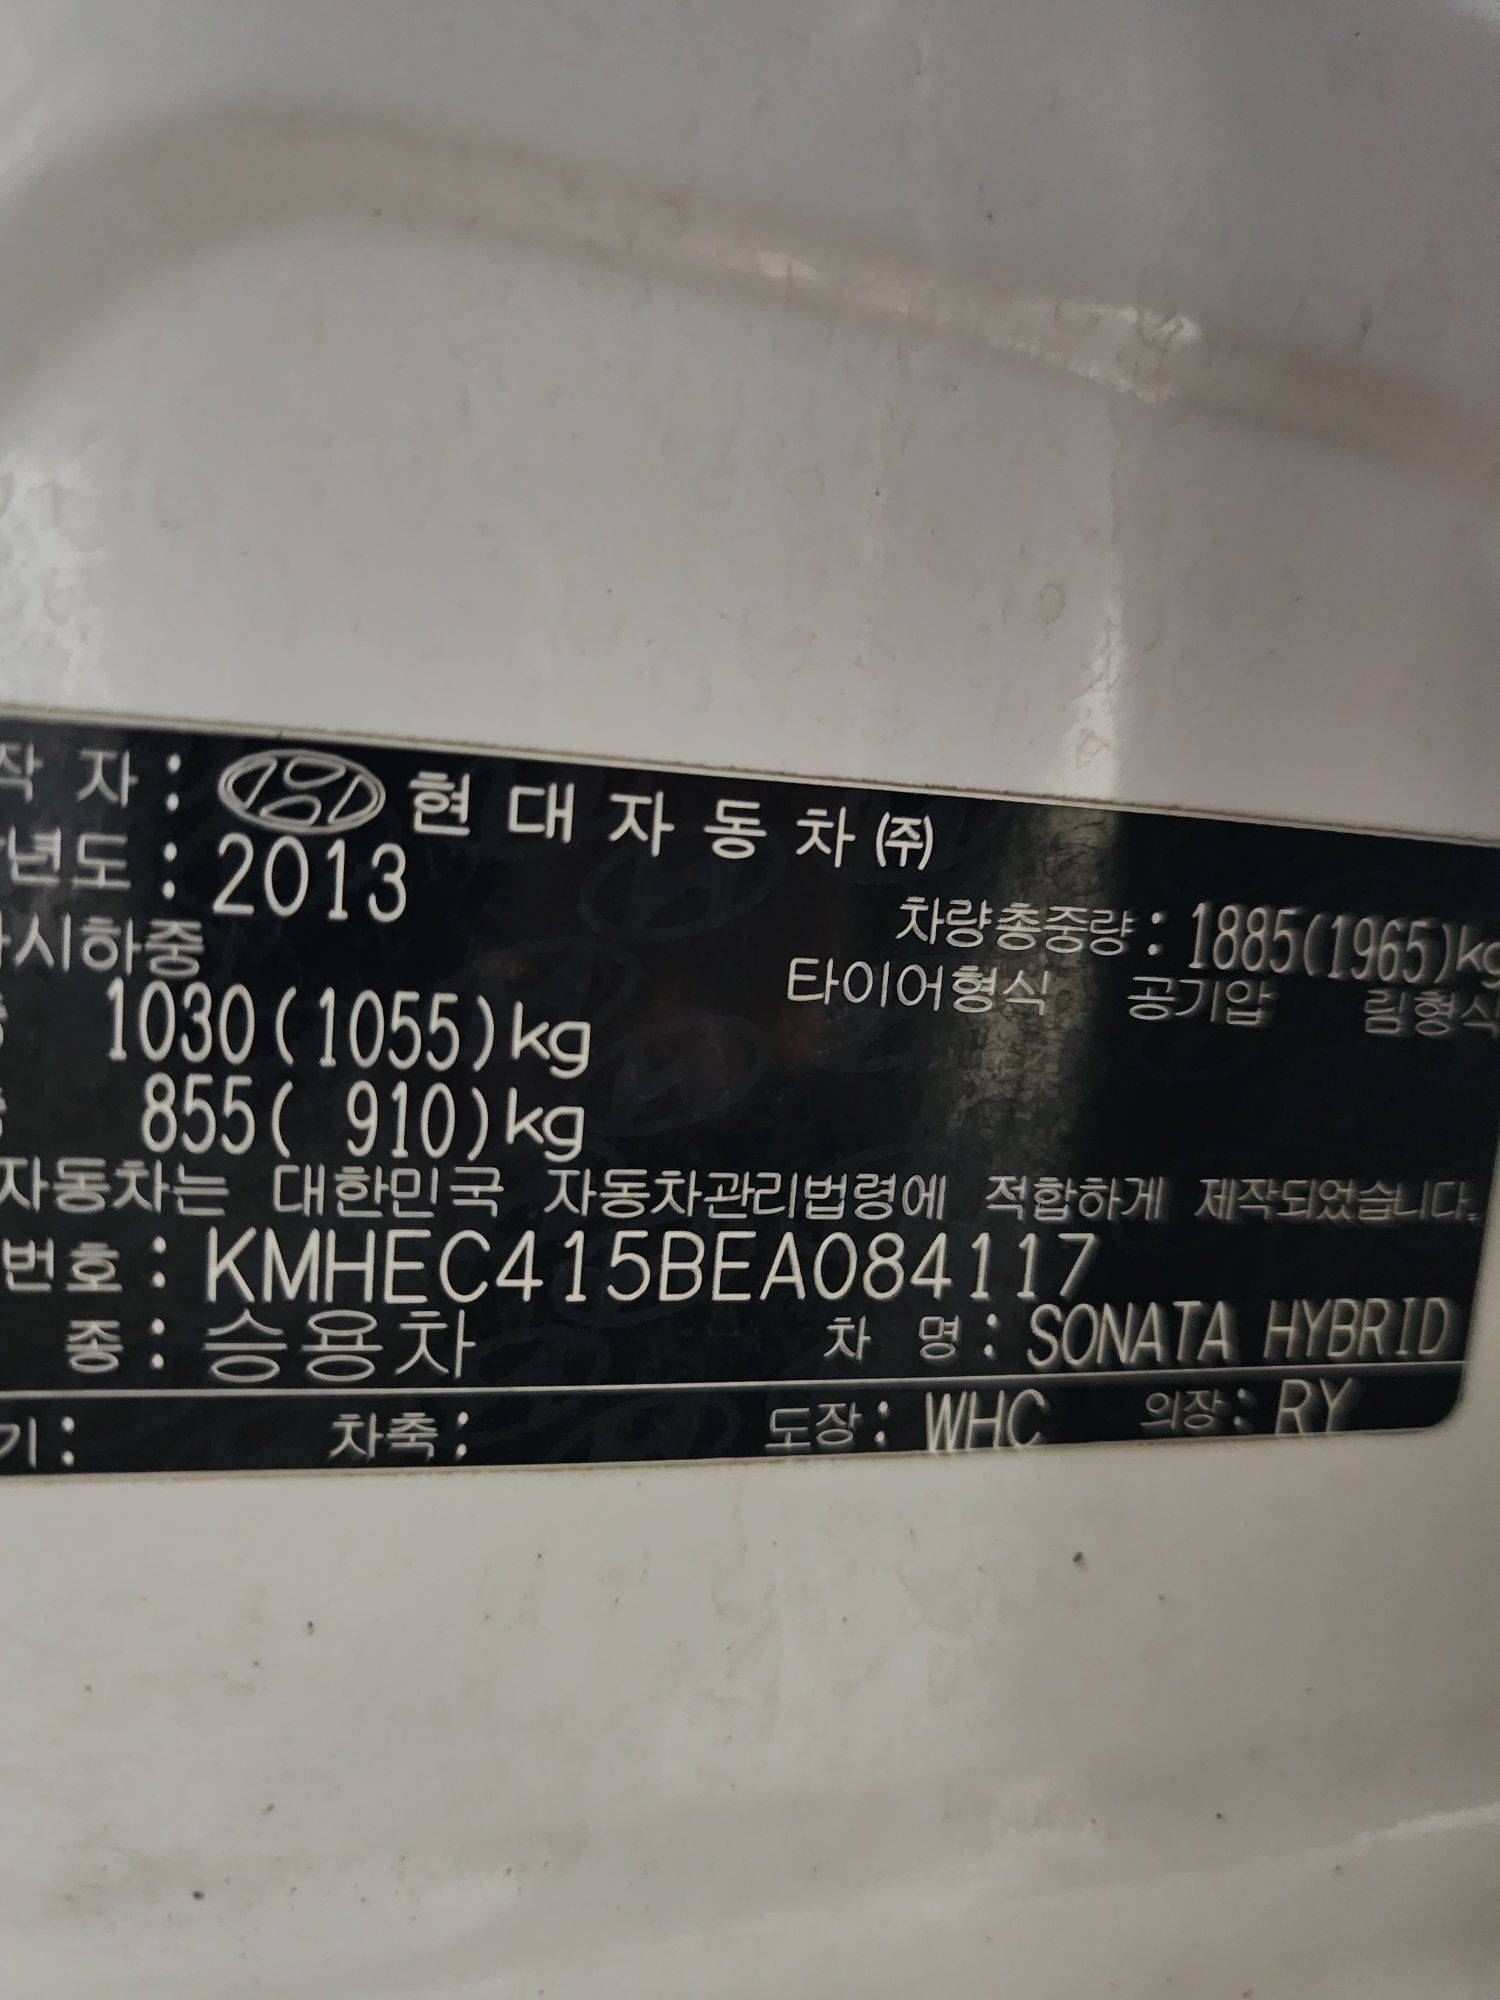 작 자 : 현 대 자 동 차 ㈜
년도 : 2013
차량총중량 : 1885(1965)kg
시하중
타이어형식 공기압 림형식
1030(1055)kg
855( 910)kg
자동차는 대한민국 자동차관리법령에 적합하게 제작되었습니다.
번호 : KMHEC415BEA084117
종 : 승용차 차 명 : SONATA HYBRID
기 : 차축 : 도장 : WHC 의장 : RY